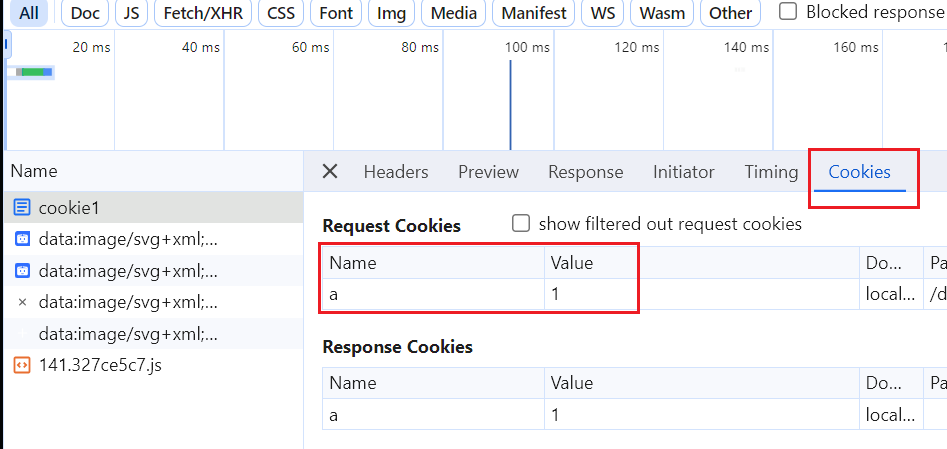 All Doc JS Fetch/XHR CSS Font Img Media Manifest WS Wasm Other Blocked response
20 ms 40 ms 60 ms 80 ms 100 ms 120 ms 140 ms 160 ms
Name Headers Preview Response Initiator Timing Cookies
cookie1
Request Cookies show filtered out request cookies
data:image/svg+xml;...
Name Value Do... Pa
data:image/svg+xml;...
a 1 local... /d
data:image/svg+xml;...
data:image/svg+xml;...
Response Cookies
141.327ce5c7.js
Name Value Do... Pa
a 1 local...